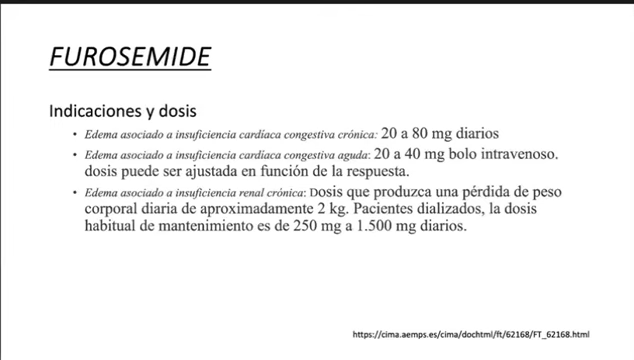 FUROSEMIDE
Indicaciones y dosis
• Edema asociado a insuficiencia cardíaca congestiva crónica: 20 a 80 mg diarios
• Edema asociado a insuficiencia cardíaca congestiva aguda: 20 a 40 mg bolo intravenoso.
dosis puede ser ajustada en función de la respuesta.
• Edema asociado a insuficiencia renal crónica: Dosis que produzca una pérdida de peso
corporal diaria de aproximadamente 2 kg. Pacientes dializados, la dosis
habitual de mantenimiento es de 250 mg a 1.500 mg diarios.
https://cima.aemps.es/cima/dochtml/ft/62168/FT_62168.html